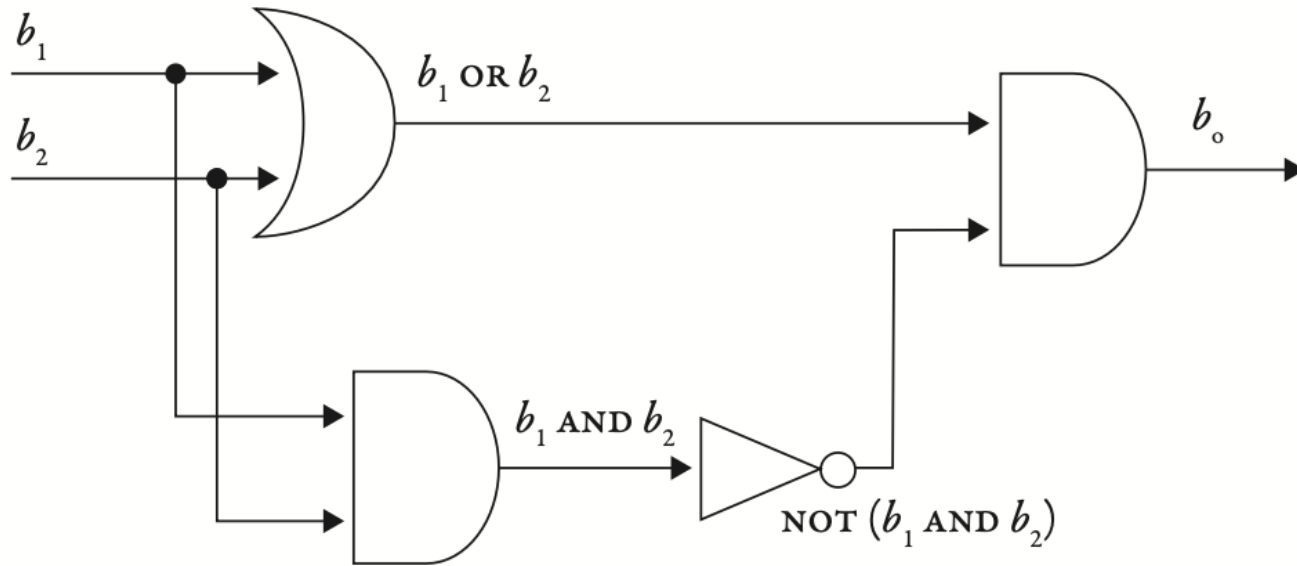 b₁
b₁ OR b₂
b₂
bₒ
b₁ AND b₂
NOT (b₁ AND b₂)